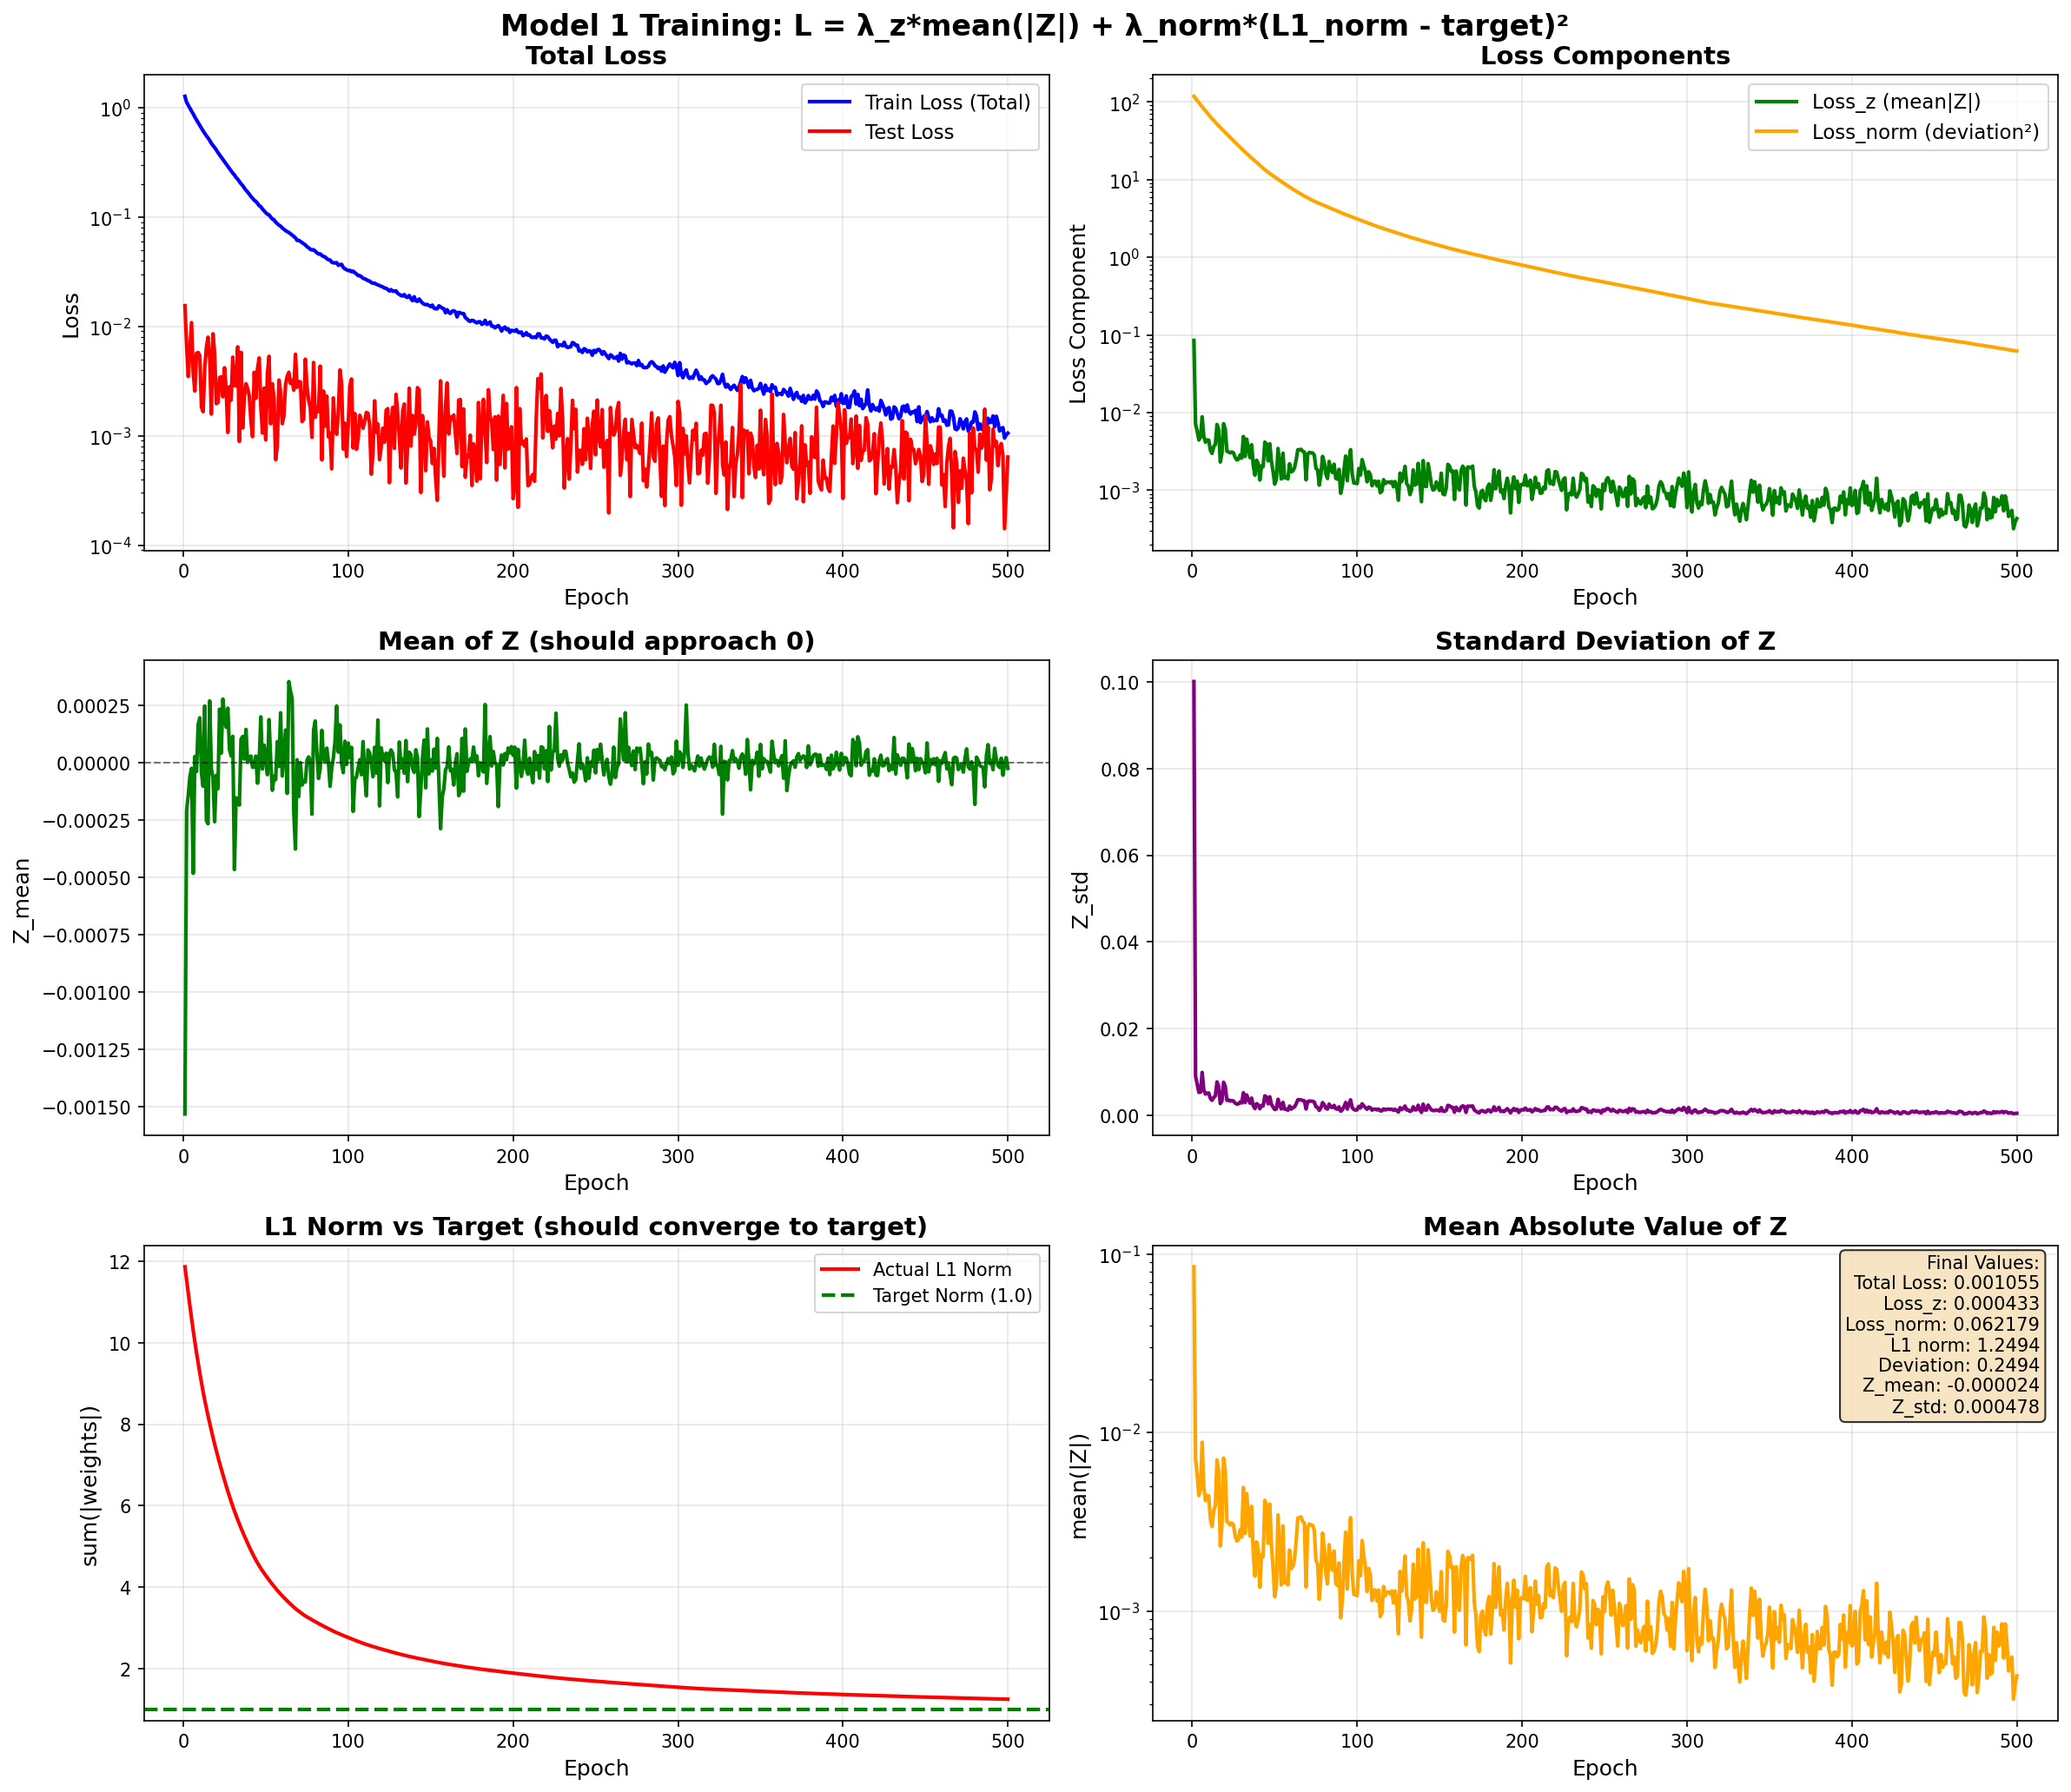 Model 1 Training: L = λ_z*mean(|Z|) + λ_norm*(L1_norm - target)²
Total Loss
Train Loss (Total)
Test Loss
10⁰
10⁻¹
10⁻²
10⁻³
10⁻⁴
Loss
0 100 200 300 400 500
Epoch
Loss Components
Loss_z (mean|Z|)
Loss_norm (deviation²)
10²
10¹
10⁰
10⁻¹
10⁻²
10⁻³
Loss Component
0 100 200 300 400 500
Epoch
Mean of Z (should approach 0)
0.00025
0.00000
−0.00025
−0.00050
−0.00075
−0.00100
−0.00125
−0.00150
Z_mean
0 100 200 300 400 500
Epoch
Standard Deviation of Z
0.10
0.08
0.06
0.04
0.02
0.00
Z_std
0 100 200 300 400 500
Epoch
L1 Norm vs Target (should converge to target)
Actual L1 Norm
Target Norm (1.0)
12
10
8
6
4
2
sum(|weights|)
0 100 200 300 400 500
Epoch
Mean Absolute Value of Z
Final Values:
Total Loss: 0.001055
Loss_z: 0.000433
Loss_norm: 0.062179
L1 norm: 1.2494
Deviation: 0.2494
Z_mean: -0.000024
Z_std: 0.000478
10⁻¹
10⁻²
10⁻³
mean(|Z|)
0 100 200 300 400 500
Epoch